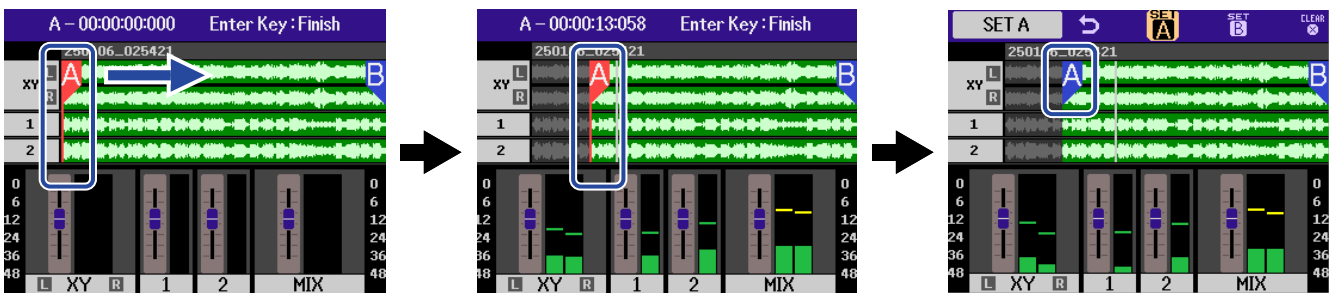 A – 00:00:00:000 Enter Key : Finish
250106_025421
XY L R
A B
1
2
0 0
6 6
12 12
24 24
36 36
48 48
L XY R 1 2 MIX
A – 00:00:13:058 Enter Key : Finish
250106_025421
XY L R
A B
1
2
0 0
6 6
12 12
24 24
36 36
48 48
L XY R 1 2 MIX
SET A SET A SET B CLEAR
250106_025421
XY L R
A B
1
2
0 0
6 6
12 12
24 24
36 36
48 48
L XY R 1 2 MIX